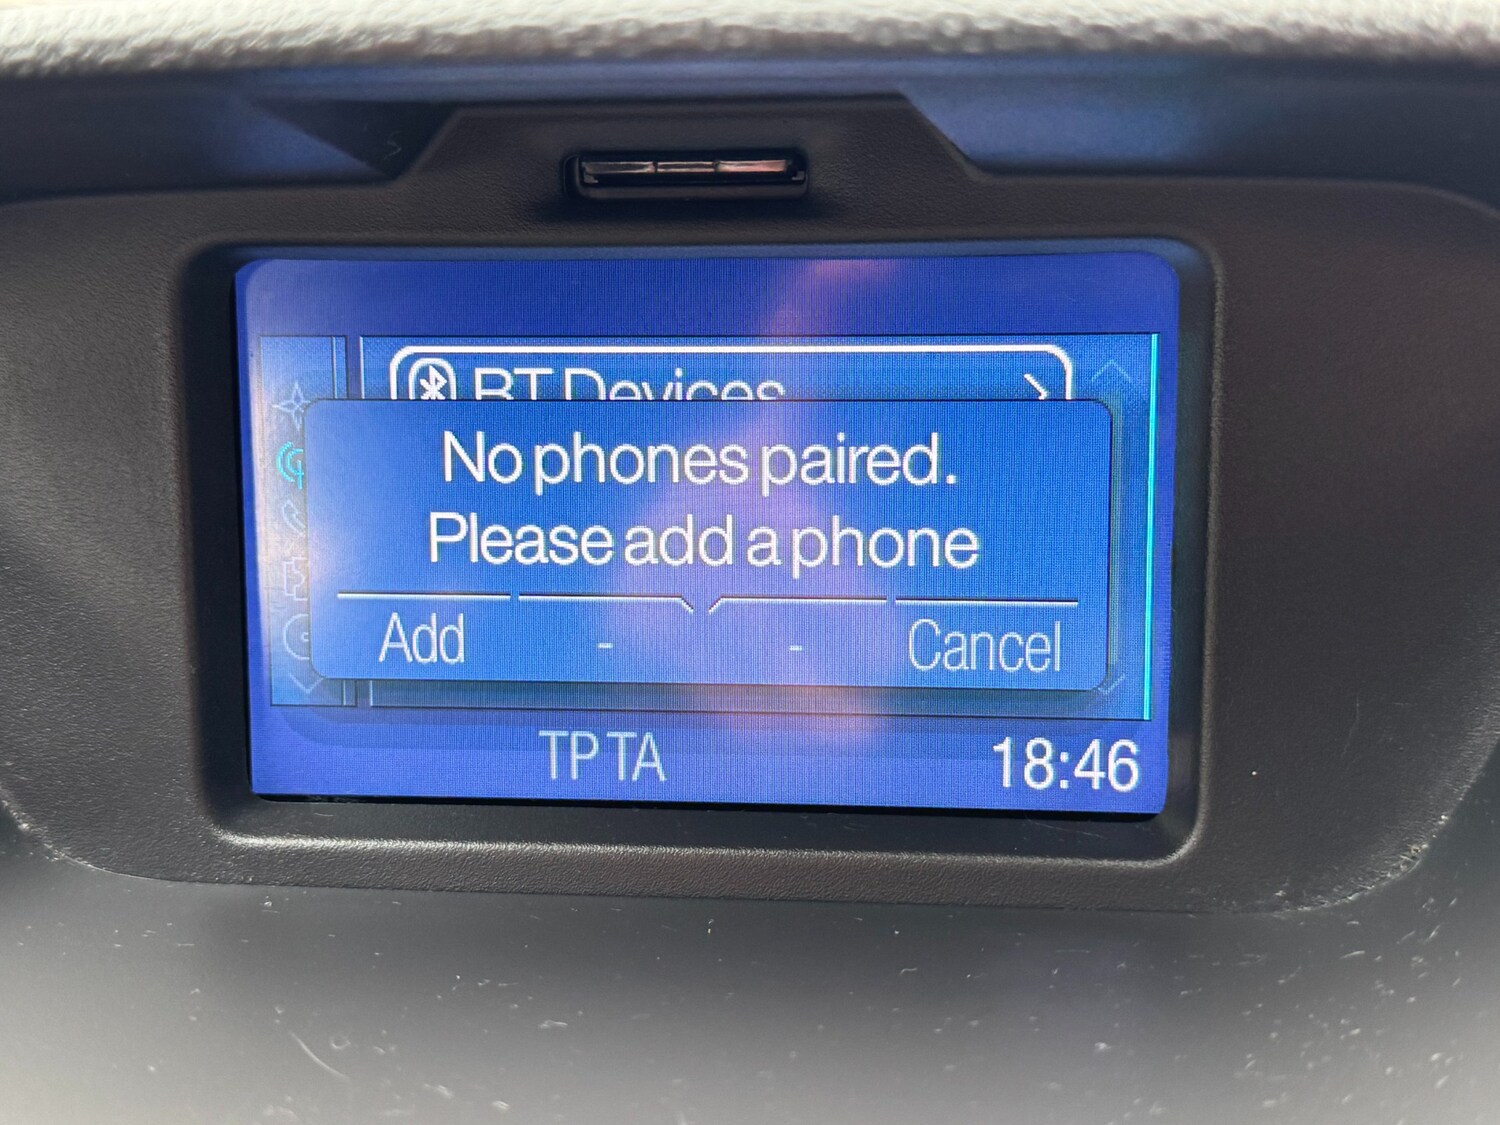 BT Devices
No phones paired.
Please add a phone
Add - - Cancel
TP TA 18:46